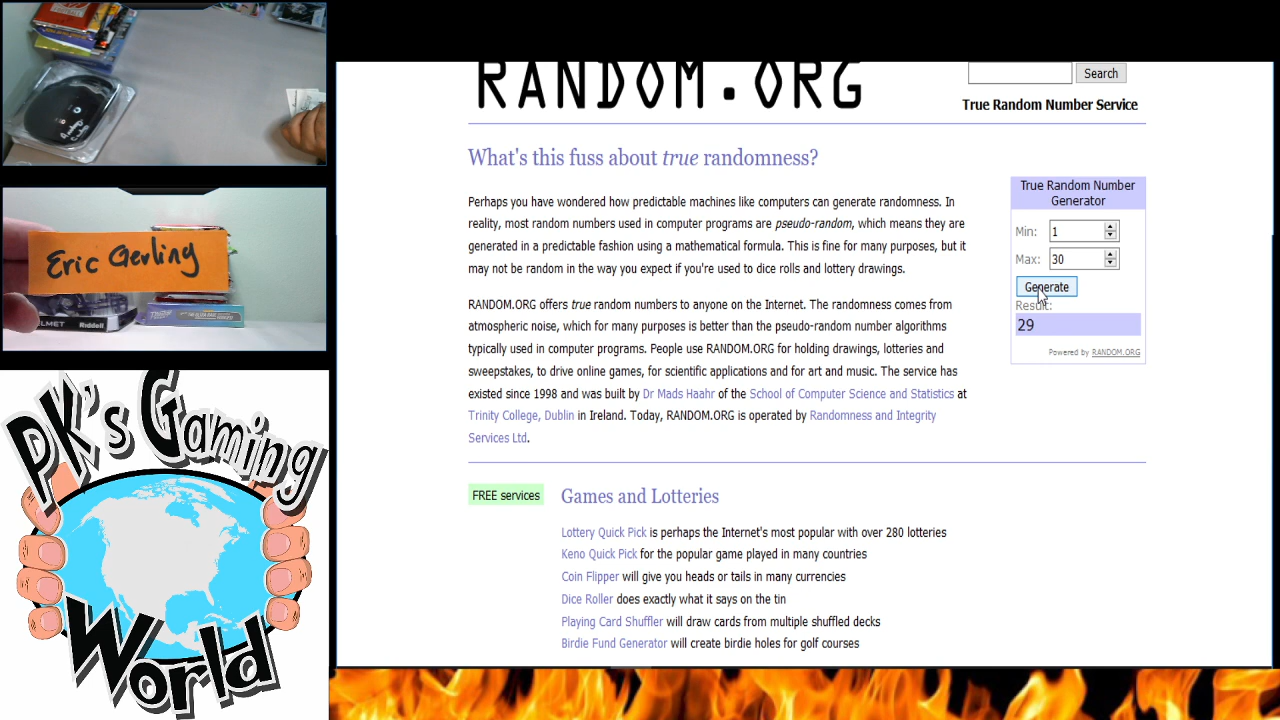 Eric Gerling
HELMET Riddell
PK's Gaming
World
RANDOM.ORG
Search
True Random Number Service
What's this fuss about true randomness?
Perhaps you have wondered how predictable machines like computers can generate randomness. In
reality, most random numbers used in computer programs are pseudo-random, which means they are
generated in a predictable fashion using a mathematical formula. This is fine for many purposes, but it
may not be random in the way you expect if you're used to dice rolls and lottery drawings.
RANDOM.ORG offers true random numbers to anyone on the Internet. The randomness comes from
atmospheric noise, which for many purposes is better than the pseudo-random number algorithms
typically used in computer programs. People use RANDOM.ORG for holding drawings, lotteries and
sweepstakes, to drive online games, for scientific applications and for art and music. The service has
existed since 1998 and was built by Dr Mads Haahr of the School of Computer Science and Statistics at
Trinity College, Dublin in Ireland. Today, RANDOM.ORG is operated by Randomness and Integrity
Services Ltd.
True Random Number
Generator
Min: 1
Max: 30
Generate
Result:
29
Powered by RANDOM.ORG
FREE services
Games and Lotteries
Lottery Quick Pick is perhaps the Internet's most popular with over 280 lotteries
Keno Quick Pick for the popular game played in many countries
Coin Flipper will give you heads or tails in many currencies
Dice Roller does exactly what it says on the tin
Playing Card Shuffler will draw cards from multiple shuffled decks
Birdie Fund Generator will create birdie holes for golf courses